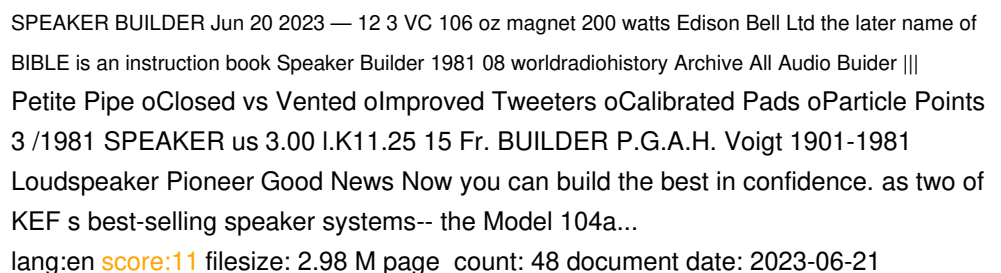 SPEAKER BUILDER Jun 20 2023 — 12 3 VC 106 oz magnet 200 watts Edison Bell Ltd the later name of
BIBLE is an instruction book Speaker Builder 1981 08 worldradiohistory Archive All Audio Buider |||
Petite Pipe oClosed vs Vented oImproved Tweeters oCalibrated Pads oParticle Points
3 /1981 SPEAKER us 3.00 l.K11.25 15 Fr. BUILDER P.G.A.H. Voigt 1901-1981
Loudspeaker Pioneer Good News Now you can build the best in confidence. as two of
KEF s best-selling speaker systems-- the Model 104a...
lang:en score:11 filesize: 2.98 M page count: 48 document date: 2023-06-21